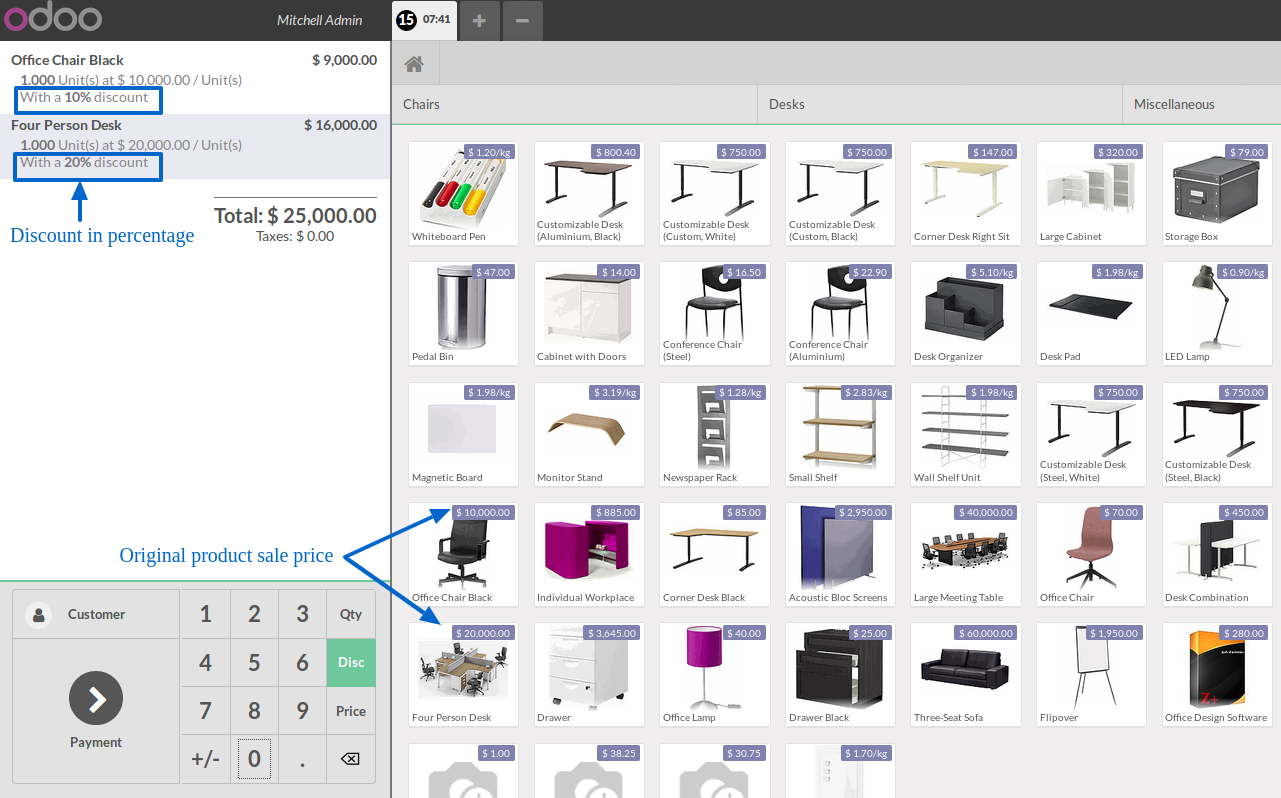 odoo
Mitchell Admin
15 07:41
Office Chair Black $ 9,000.00
1.000 Unit(s) at $ 10,000.00 / Unit(s)
With a 10% discount
Four Person Desk $ 16,000.00
1.000 Unit(s) at $ 20,000.00 / Unit(s)
With a 20% discount
Total: $ 25,000.00
Taxes: $ 0.00
Discount in percentage
Original product sale price
Customer
Payment
1 2 3 Qty
4 5 6 Disc
7 8 9 Price
+/- 0 .
Chairs Desks Miscellaneous
$ 1.20/kg
Whiteboard Pen
$ 800.40
Customizable Desk
(Aluminium, Black)
$ 750.00
Customizable Desk
(Custom, White)
$ 750.00
Customizable Desk
(Custom, Black)
$ 147.00
Corner Desk Right Sit
$ 320.00
Large Cabinet
$ 79.00
Storage Box
$ 47.00
Pedal Bin
$ 14.00
Cabinet with Doors
$ 16.50
Conference Chair
(Steel)
$ 22.90
Conference Chair
(Aluminium)
$ 5.10/kg
Desk Organizer
$ 1.98/kg
Desk Pad
$ 0.90/kg
LED Lamp
$ 1.98/kg
Magnetic Board
$ 3.19/kg
Monitor Stand
$ 1.28/kg
Newspaper Rack
$ 2.83/kg
Small Shelf
$ 1.98/kg
Wall Shelf Unit
$ 750.00
Customizable Desk
(Steel, White)
$ 750.00
Customizable Desk
(Steel, Black)
$ 10,000.00
Office Chair Black
$ 885.00
Individual Workplace
$ 85.00
Corner Desk Black
$ 2,950.00
Acoustic Bloc Screens
$ 40,000.00
Large Meeting Table
$ 70.00
Office Chair
$ 450.00
Desk Combination
$ 20,000.00
Four Person Desk
$ 3,645.00
Drawer
$ 40.00
Office Lamp
$ 25.00
Drawer Black
$ 60,000.00
Three-Seat Sofa
$ 1,950.00
Flipover
$ 280.00
Z+
Office Design Software
$ 1.00
$ 38.25
$ 30.75
$ 1.70/kg